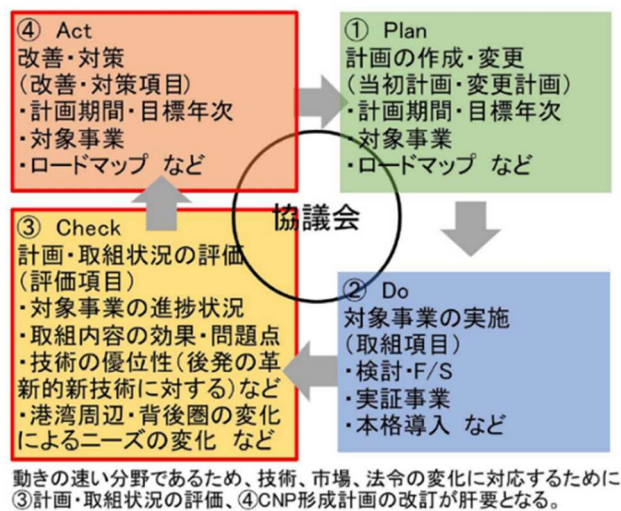 ④ Act
改善・対策
(改善・対策項目)
・計画期間・目標年次
・対象事業
・ロードマップ など
① Plan
計画の作成・変更
(当初計画・変更計画)
・計画期間・目標年次
・対象事業
・ロードマップ など
協議会
③ Check
計画・取組状況の評価
(評価項目)
・対象事業の進捗状況
・取組内容の効果・問題点
・技術の優位性(後発の革
新的新技術に対する)など
・港湾周辺・背後圏の変化
によるニーズの変化 など
② Do
対象事業の実施
(取組項目)
・検討・F/S
・実証事業
・本格導入 など
動きの速い分野であるため、技術、市場、法令の変化に対応するために
③計画・取組状況の評価、④CNP形成計画の改訂が肝要となる。